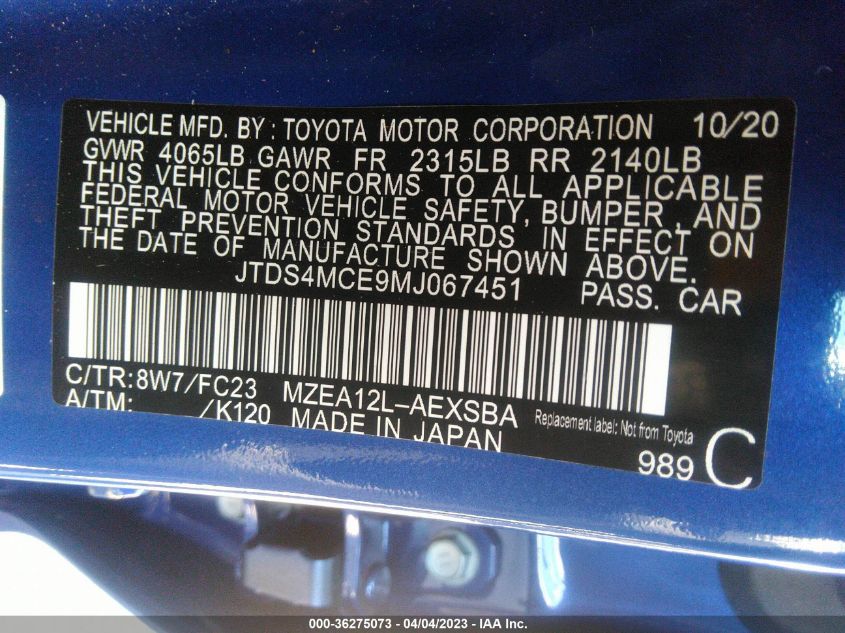 VEHICLE MFD. BY : TOYOTA MOTOR CORPORATION 10/20
GVWR 4065LB GAWR FR 2315LB RR 2140LB
THIS VEHICLE CONFORMS TO ALL APPLICABLE
FEDERAL MOTOR VEHICLE SAFETY, BUMPER, AND
THEFT PREVENTION STANDARDS IN EFFECT ON
THE DATE OF MANUFACTURE SHOWN ABOVE.
JTDS4MCE9MJ067451 PASS. CAR
C/TR:8W7/FC23 MZEA12L–AEXSBA
A/TM: /K120 MADE IN JAPAN
Replacement label: Not from Toyota
989 C
000-36275073 - 04/04/2023 - IAA Inc.